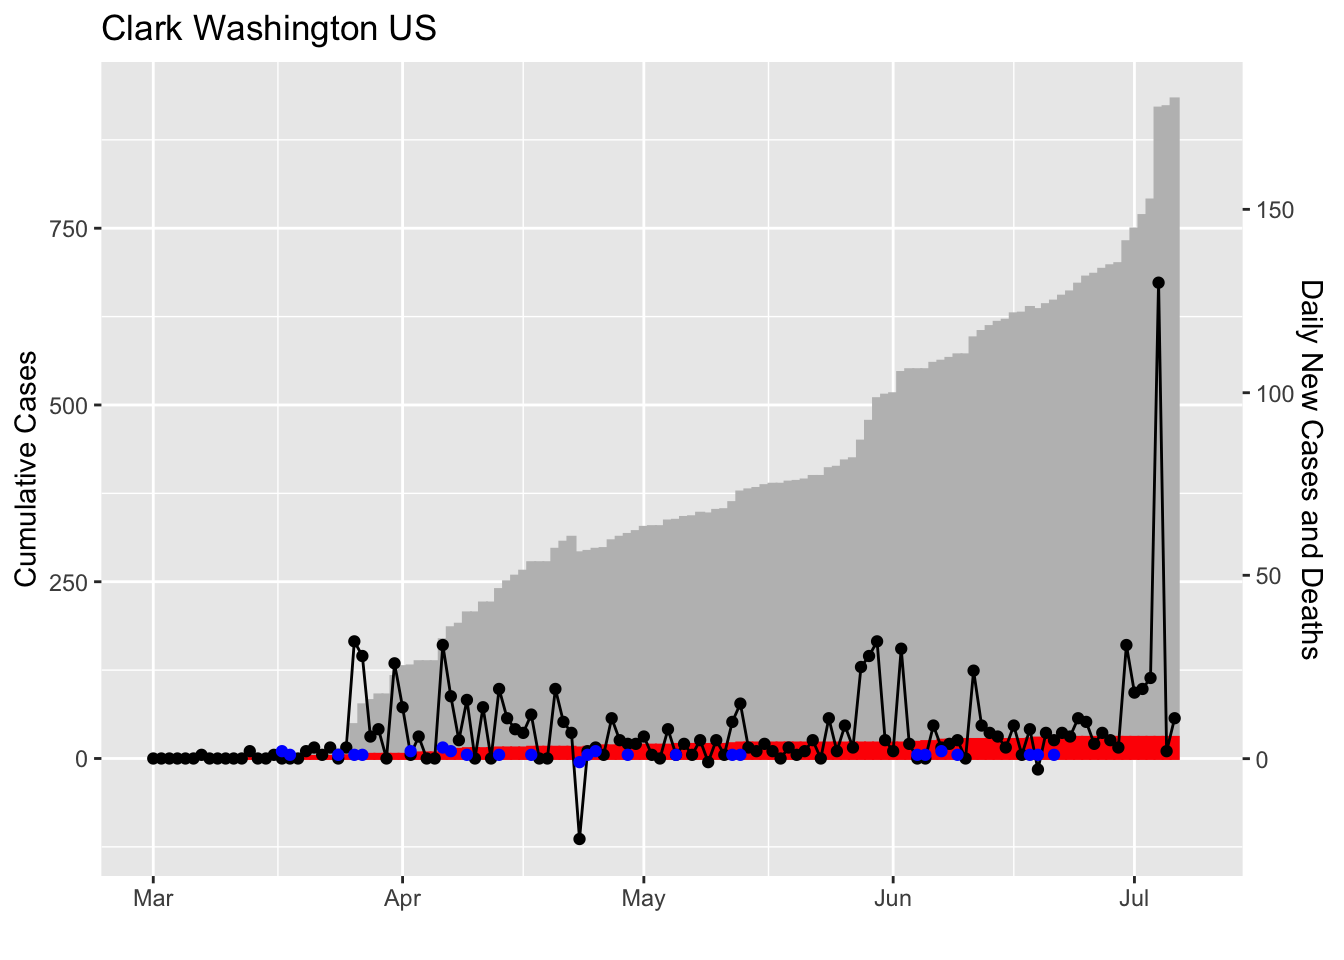 Clark Washington US
Cumulative Cases
750
500
250
0
150
100
50
0
Daily New Cases and Deaths
Mar
Apr
May
Jun
Jul